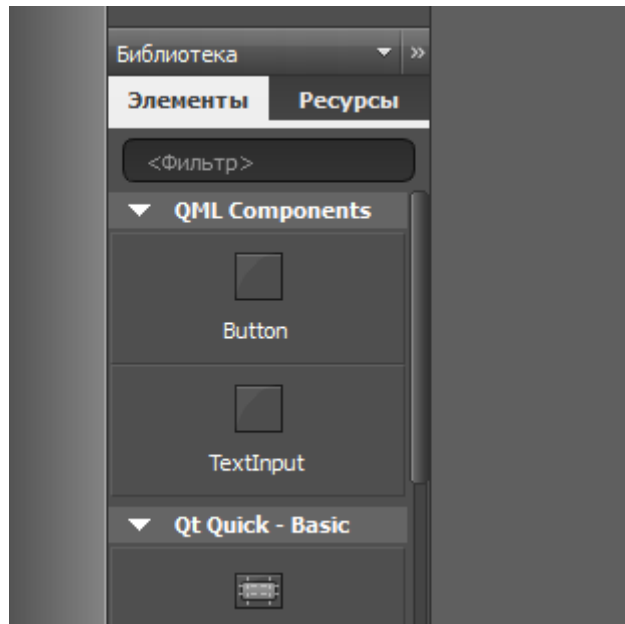 Библиотека
Элементы Ресурсы
<Фильтр>
QML Components
Button
TextInput
Qt Quick - Basic